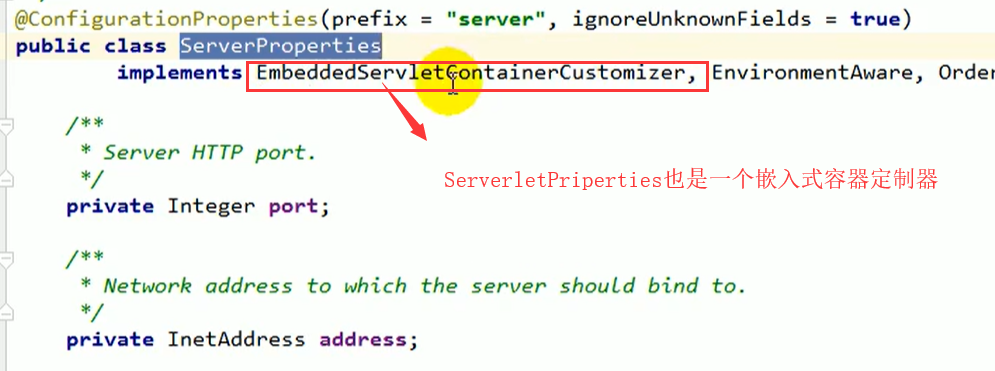 @ConfigurationProperties(prefix = "server", ignoreUnknownFields = true)
public class ServerProperties
implements EmbeddedServletContainerCustomizer, EnvironmentAware, Order
/**
* Server HTTP port.
*/
ServerletPriperties也是一个嵌入式容器定制器
private Integer port;
/**
* Network address to which the server should bind to.
*/
private InetAddress address;